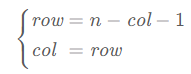 row = n − col − 1
col = row